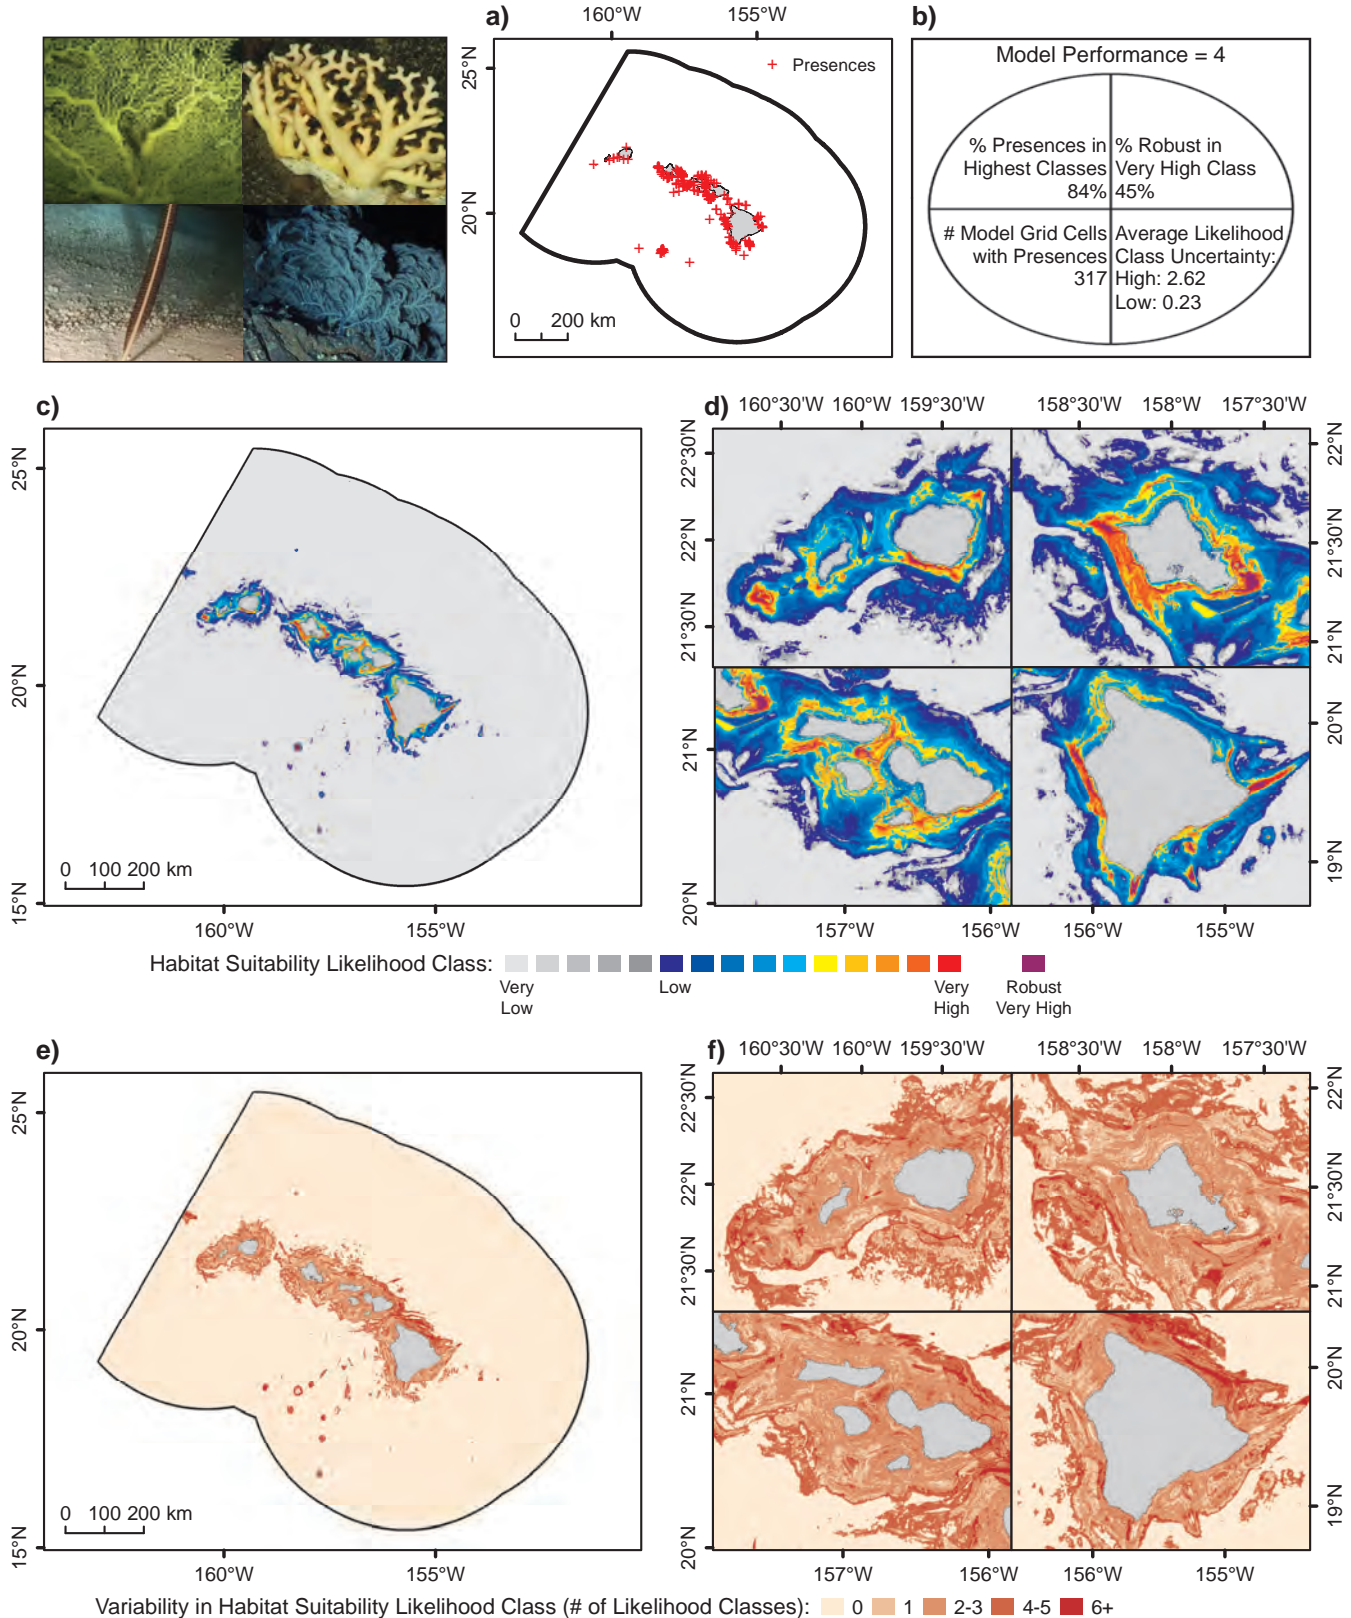 a)
160°W 155°W
25°N
20°N
+ Presences
0 200 km
b)
Model Performance = 4
% Presences in
Highest Classes
84%
% Robust in
Very High Class
45%
# Model Grid Cells
with Presences
317
Average Likelihood
Class Uncertainty:
High: 2.62
Low: 0.23
c)
25°N
20°N
15°N
0 100 200 km
160°W 155°W
d)
160°30'W 160°W 159°30'W 158°30'W 158°W 157°30'W
22°30'N
22°N
21°30'N
21°N
20°N
22°N
21°30'N
21°N
20°N
19°N
157°W 156°W 156°W 155°W
Habitat Suitability Likelihood Class:
Very
Low
Low
Very
High
Robust
Very High
e)
25°N
20°N
15°N
0 100 200 km
160°W 155°W
f)
160°30'W 160°W 159°30'W 158°30'W 158°W 157°30'W
22°30'N
22°N
21°30'N
21°N
20°N
22°N
21°30'N
21°N
20°N
19°N
157°W 156°W 156°W 155°W
Variability in Habitat Suitability Likelihood Class (# of Likelihood Classes): 0 1 2-3 4-5 6+